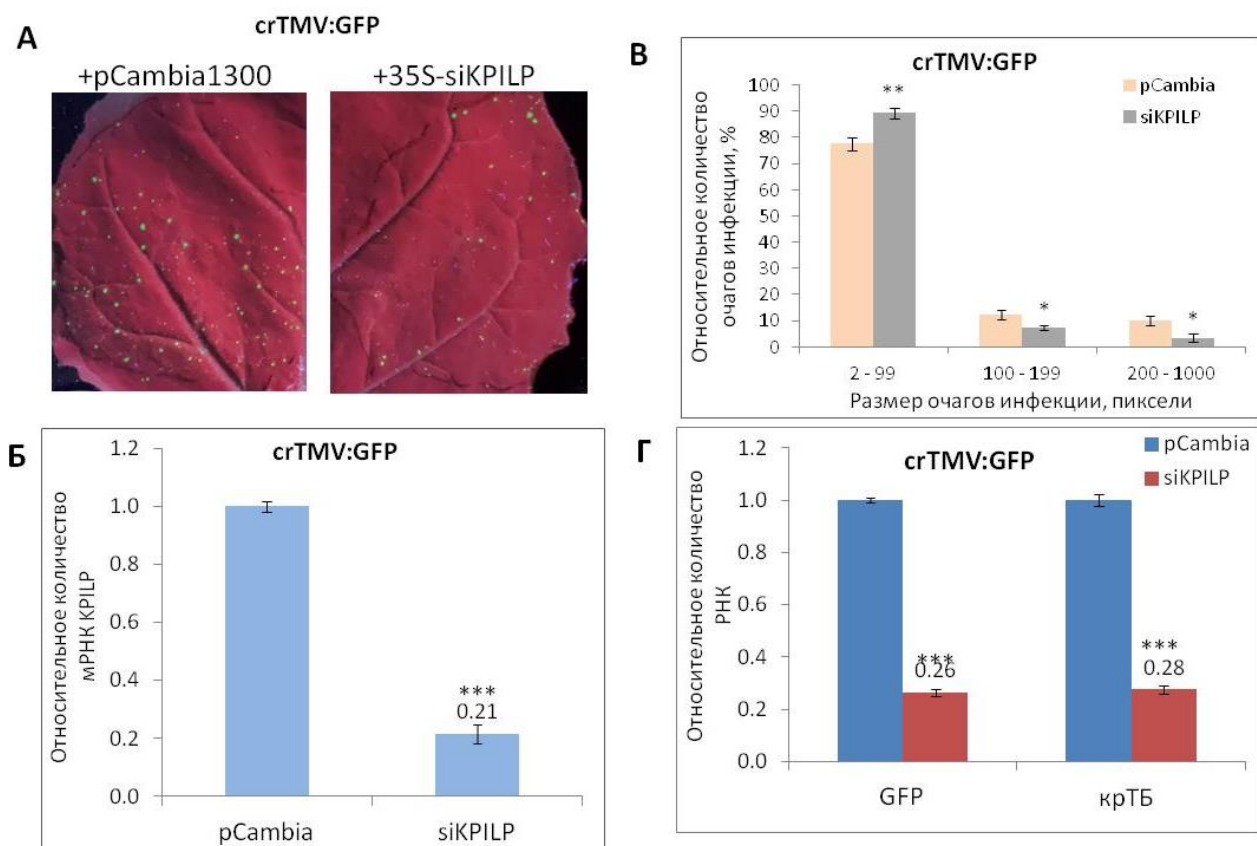 А
crTMV:GFP
+pCambia1300
+35S-siKPILP
В
crTMV:GFP
pCambia
siKPILP
Относительное количество
очагов инфекции, %
100
90
80
70
60
50
40
30
20
10
0
**
*
*
2 - 99
100 - 199
200 - 1000
Размер очагов инфекции, пиксели
Б
crTMV:GFP
Относительное количество
мРНК KPILP
1.2
1.0
0.8
0.6
0.4
0.2
0.0
***
0.21
pCambia
siKPILP
Г
crTMV:GFP
pCambia
siKPILP
Относительное количество
РНК
1.2
1.0
0.8
0.6
0.4
0.2
0.0
***
0.26
***
0.28
GFP
крТБ